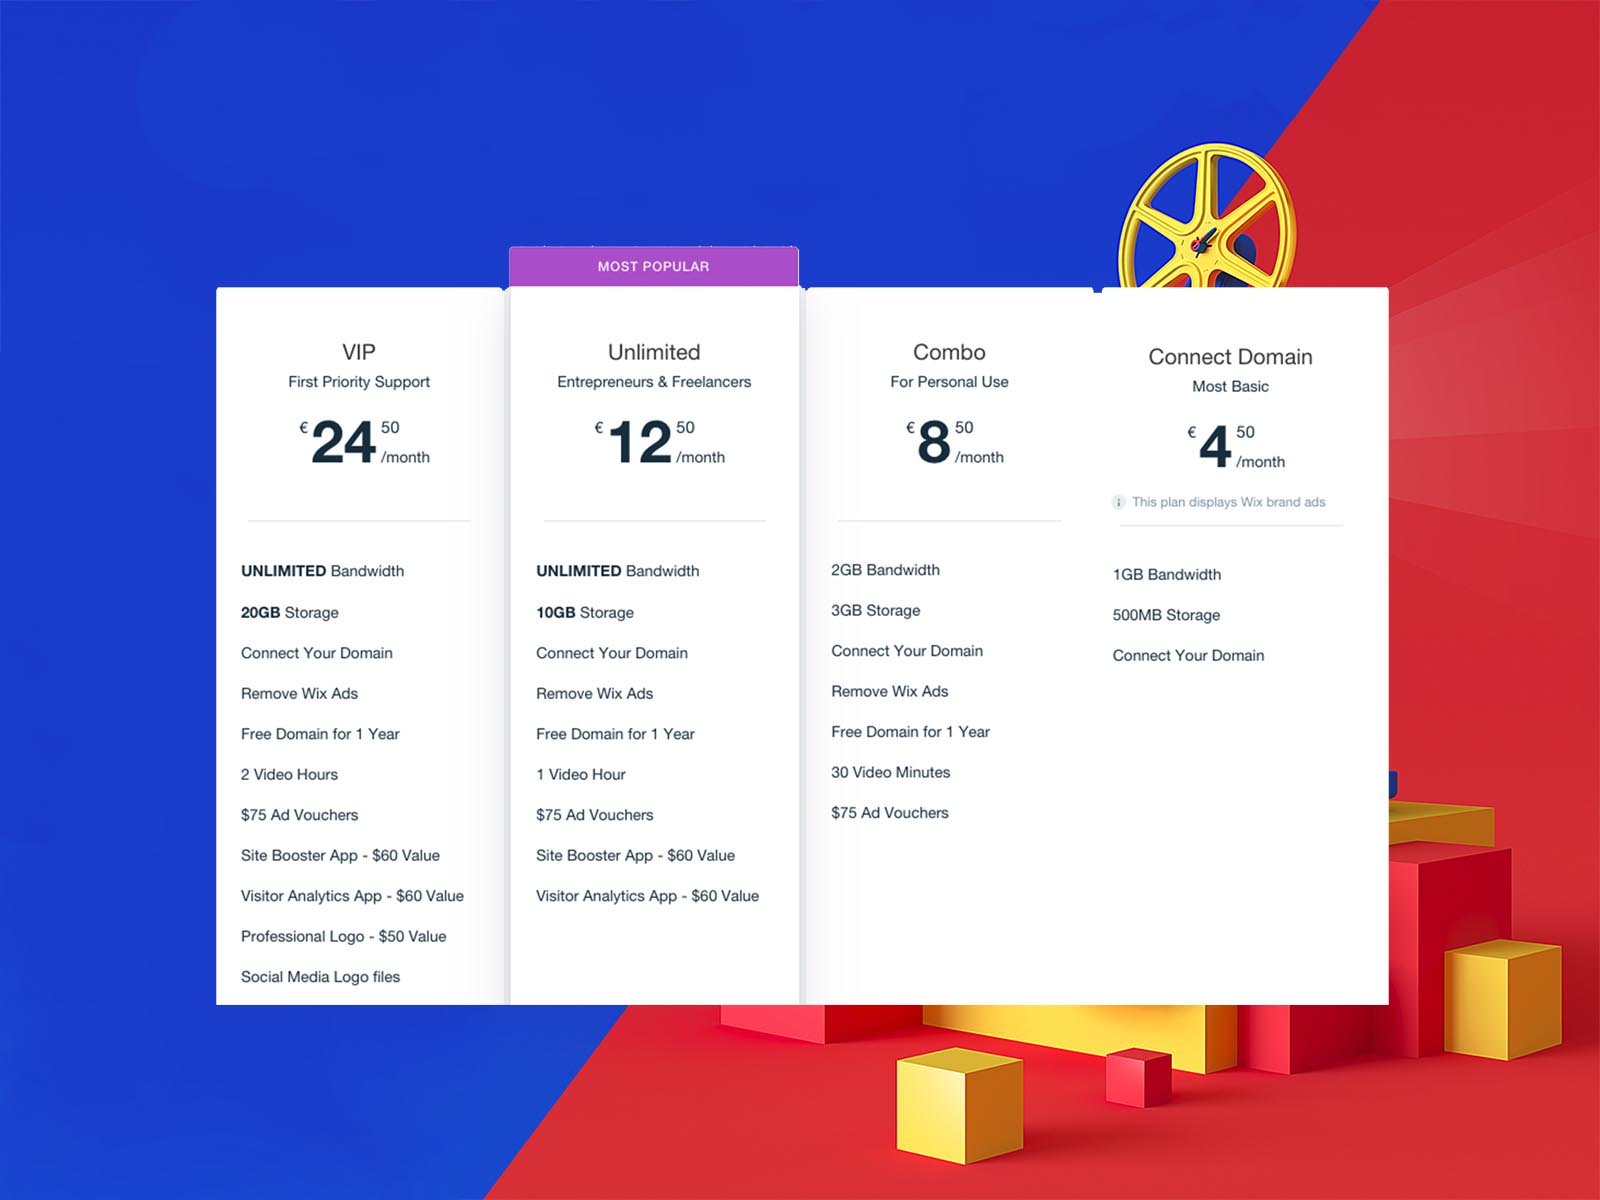 MOST POPULAR
VIP
First Priority Support
€ 24 50
/month
UNLIMITED Bandwidth
20GB Storage
Connect Your Domain
Remove Wix Ads
Free Domain for 1 Year
2 Video Hours
$75 Ad Vouchers
Site Booster App - $60 Value
Visitor Analytics App - $60 Value
Professional Logo - $50 Value
Social Media Logo files
Unlimited
Entrepreneurs & Freelancers
€ 12 50
/month
UNLIMITED Bandwidth
10GB Storage
Connect Your Domain
Remove Wix Ads
Free Domain for 1 Year
1 Video Hour
$75 Ad Vouchers
Site Booster App - $60 Value
Visitor Analytics App - $60 Value
Combo
For Personal Use
€ 8 50
/month
2GB Bandwidth
3GB Storage
Connect Your Domain
Remove Wix Ads
Free Domain for 1 Year
30 Video Minutes
$75 Ad Vouchers
Connect Domain
Most Basic
€ 4 50
/month
This plan displays Wix brand ads
1GB Bandwidth
500MB Storage
Connect Your Domain